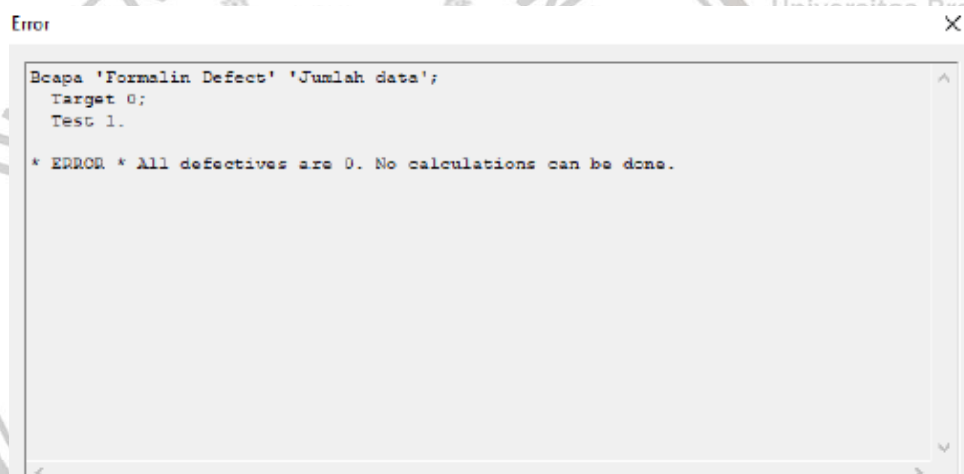 Error
Bcapa 'Formalin Defect' 'Jumlah data';
Target 0;
Test 1.
* ERROR * All defectives are 0. No calculations can be done.